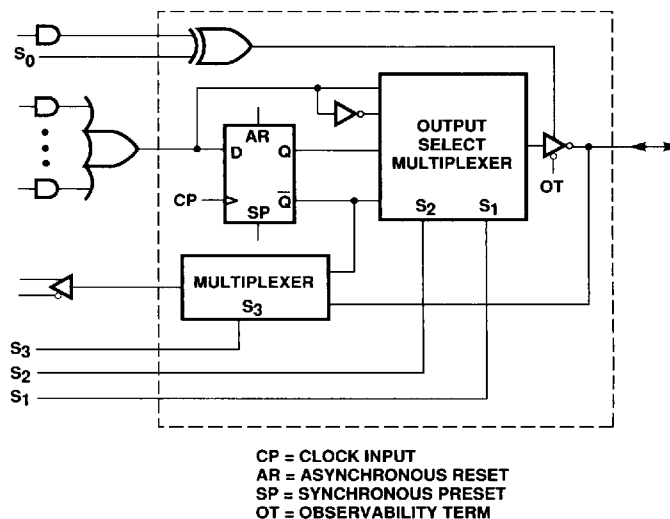 S0
AR
D
Q
CP
SP
Q
OUTPUT
SELECT
MULTIPLEXER
S2
S1
OT
MULTIPLEXER
S3
S3
S2
S1
CP = CLOCK INPUT
AR = ASYNCHRONOUS RESET
SP = SYNCHRONOUS PRESET
OT = OBSERVABILITY TERM